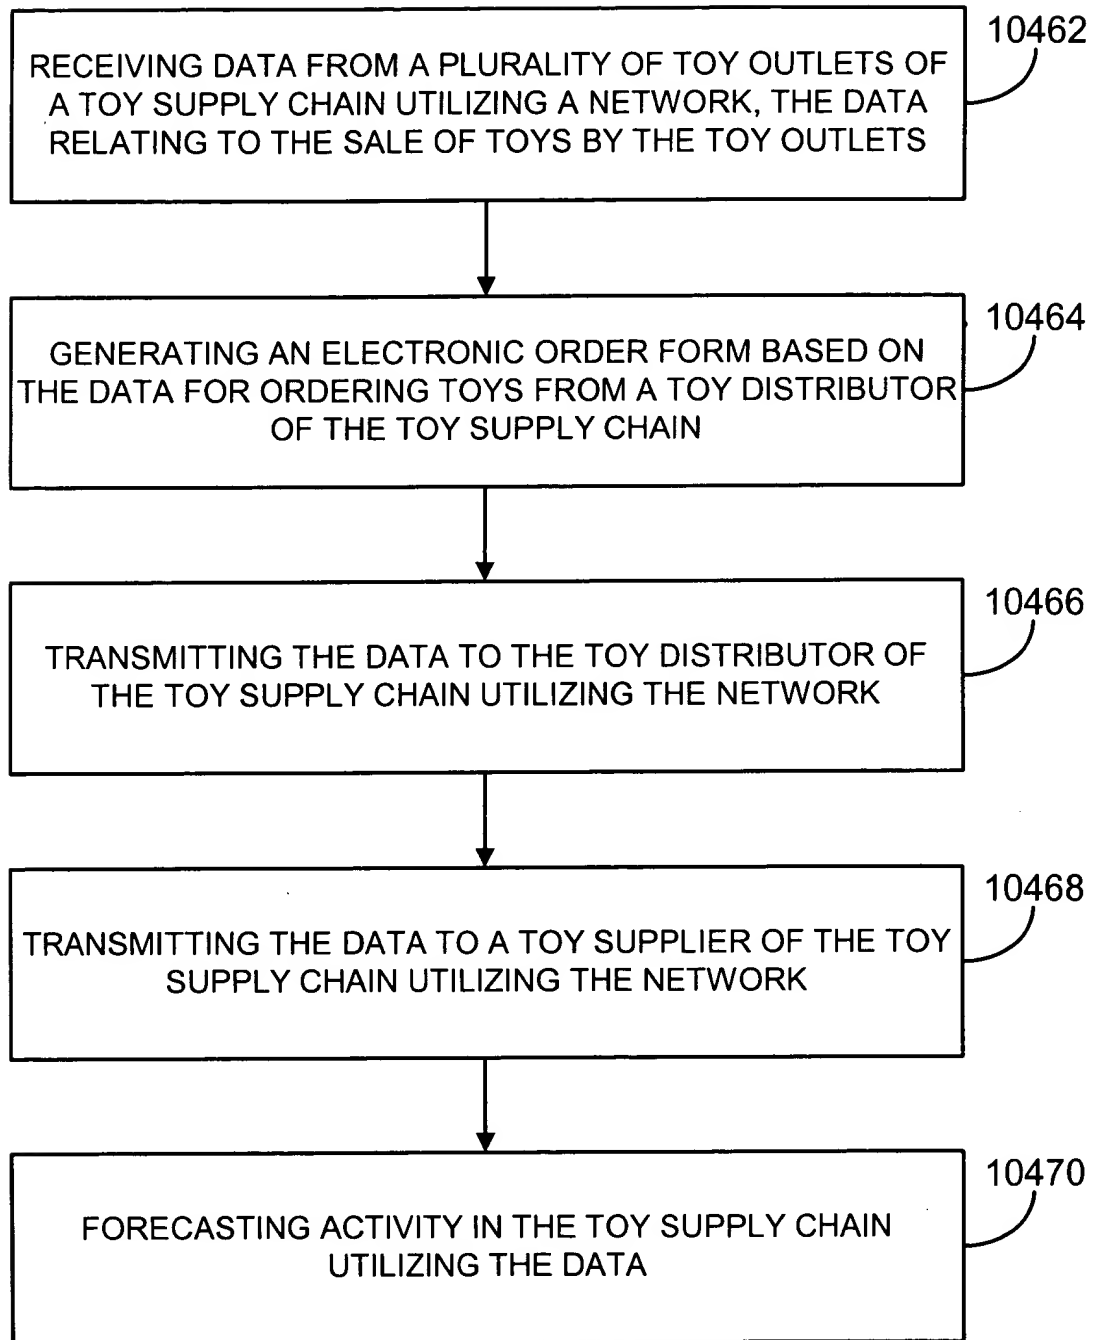 10462
RECEIVING DATA FROM A PLURALITY OF TOY OUTLETS OF
A TOY SUPPLY CHAIN UTILIZING A NETWORK, THE DATA
RELATING TO THE SALE OF TOYS BY THE TOY OUTLETS
10464
GENERATING AN ELECTRONIC ORDER FORM BASED ON
THE DATA FOR ORDERING TOYS FROM A TOY DISTRIBUTOR
OF THE TOY SUPPLY CHAIN
10466
TRANSMITTING THE DATA TO THE TOY DISTRIBUTOR OF
THE TOY SUPPLY CHAIN UTILIZING THE NETWORK
10468
TRANSMITTING THE DATA TO A TOY SUPPLIER OF THE TOY
SUPPLY CHAIN UTILIZING THE NETWORK
10470
FORECASTING ACTIVITY IN THE TOY SUPPLY CHAIN
UTILIZING THE DATA